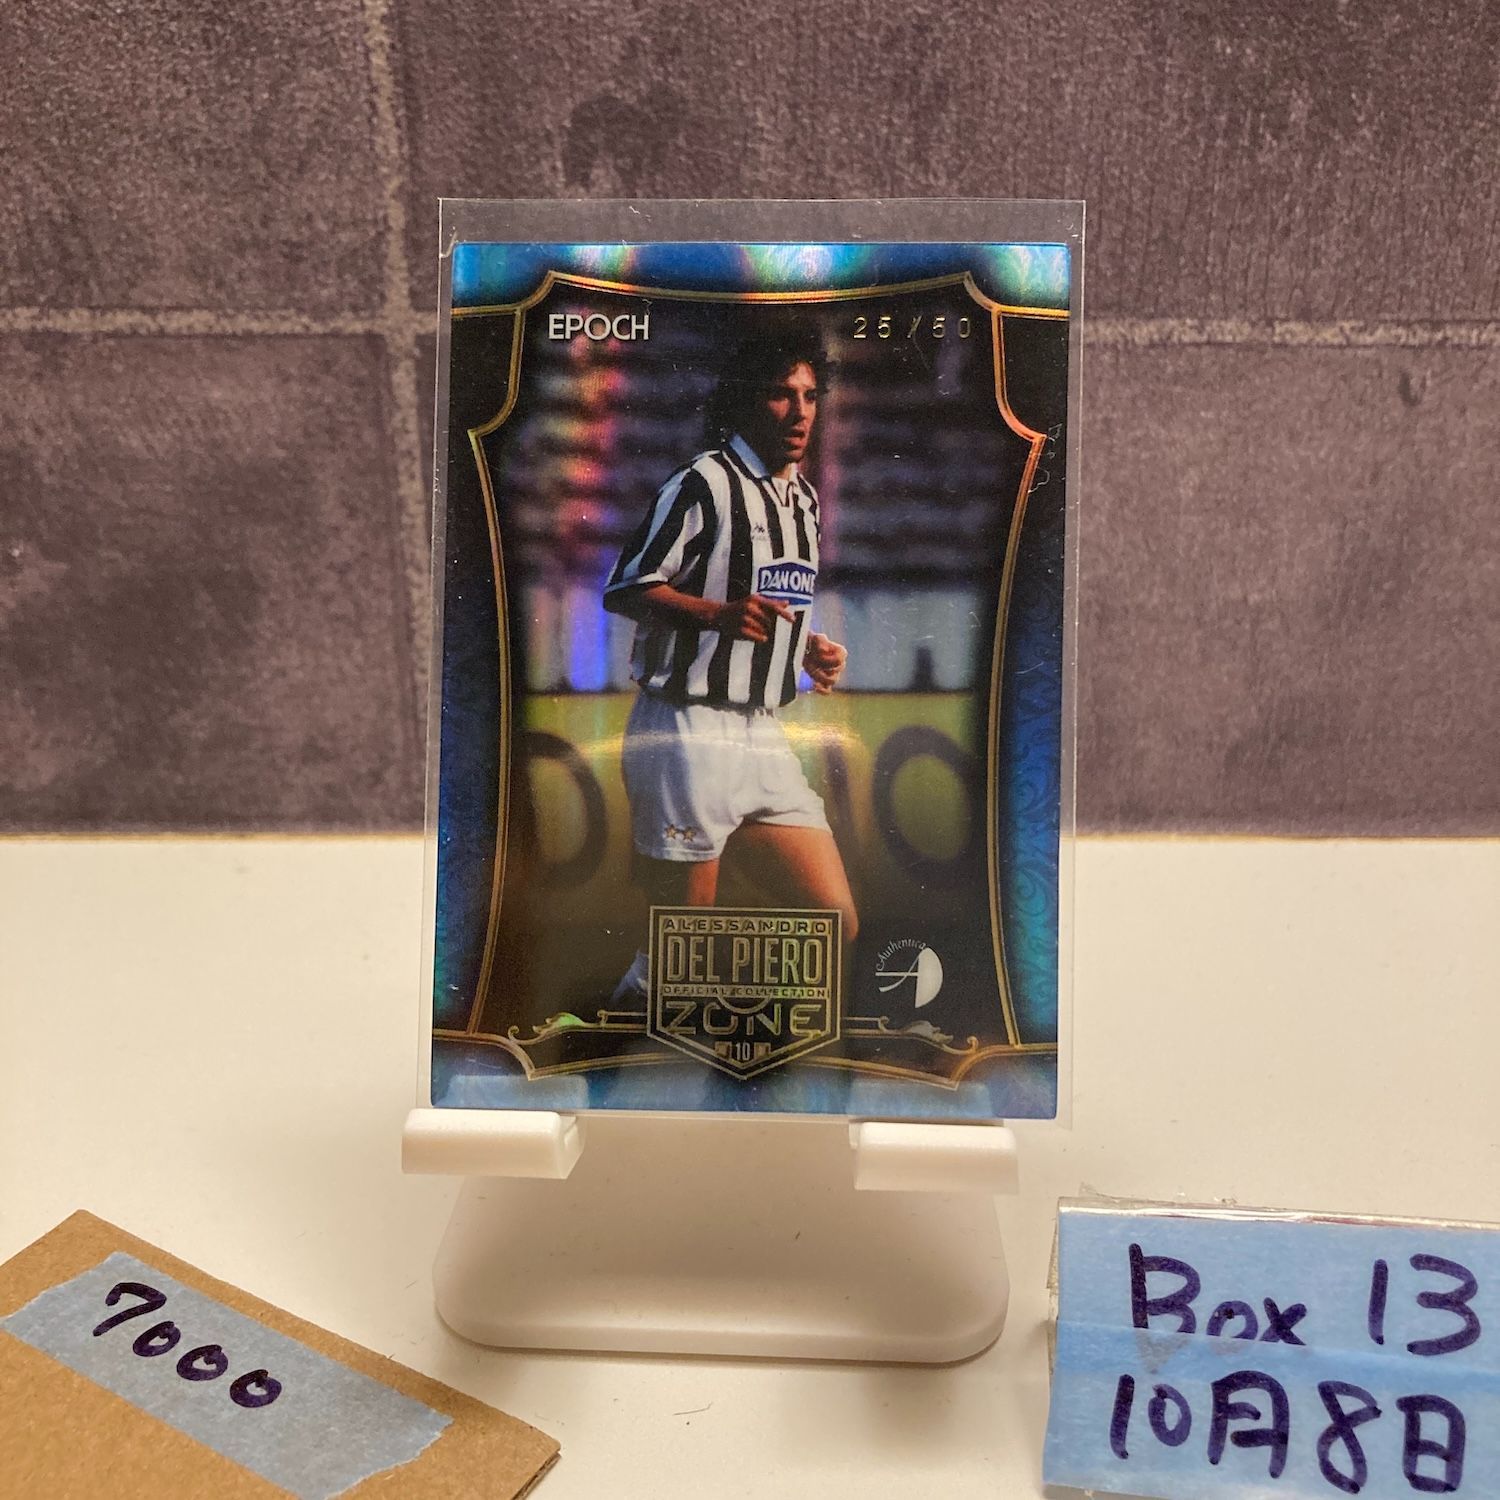 EPOCH
25/50
DANONE
ALESSANDRO
DEL PIERO
OFFICIAL COLLECTION
ZONE
10
Authentica
7000
Box 13
10月8日